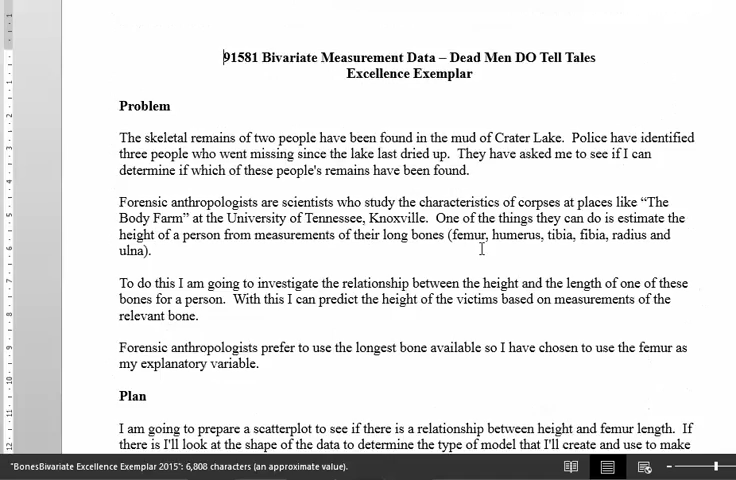 91581 Bivariate Measurement Data – Dead Men DO Tell Tales
Excellence Exemplar
Problem
The skeletal remains of two people have been found in the mud of Crater Lake.  Police have identified
three people who went missing since the lake last dried up.  They have asked me to see if I can
determine if which of these people's remains have been found.
Forensic anthropologists are scientists who study the characteristics of corpses at places like “The
Body Farm” at the University of Tennessee, Knoxville.  One of the things they can do is estimate the
height of a person from measurements of their long bones (femur, humerus, tibia, fibia, radius and
ulna).
To do this I am going to investigate the relationship between the height and the length of one of these
bones for a person.  With this I can predict the height of the victims based on measurements of the
relevant bone.
Forensic anthropologists prefer to use the longest bone available so I have chosen to use the femur as
my explanatory variable.
Plan
I am going to prepare a scatterplot to see if there is a relationship between height and femur length.  If
there is I'll look at the shape of the data to determine the type of model that I'll create and use to make
"BonesBivariate Excellence Exemplar 2015": 6,808 characters (an approximate value).